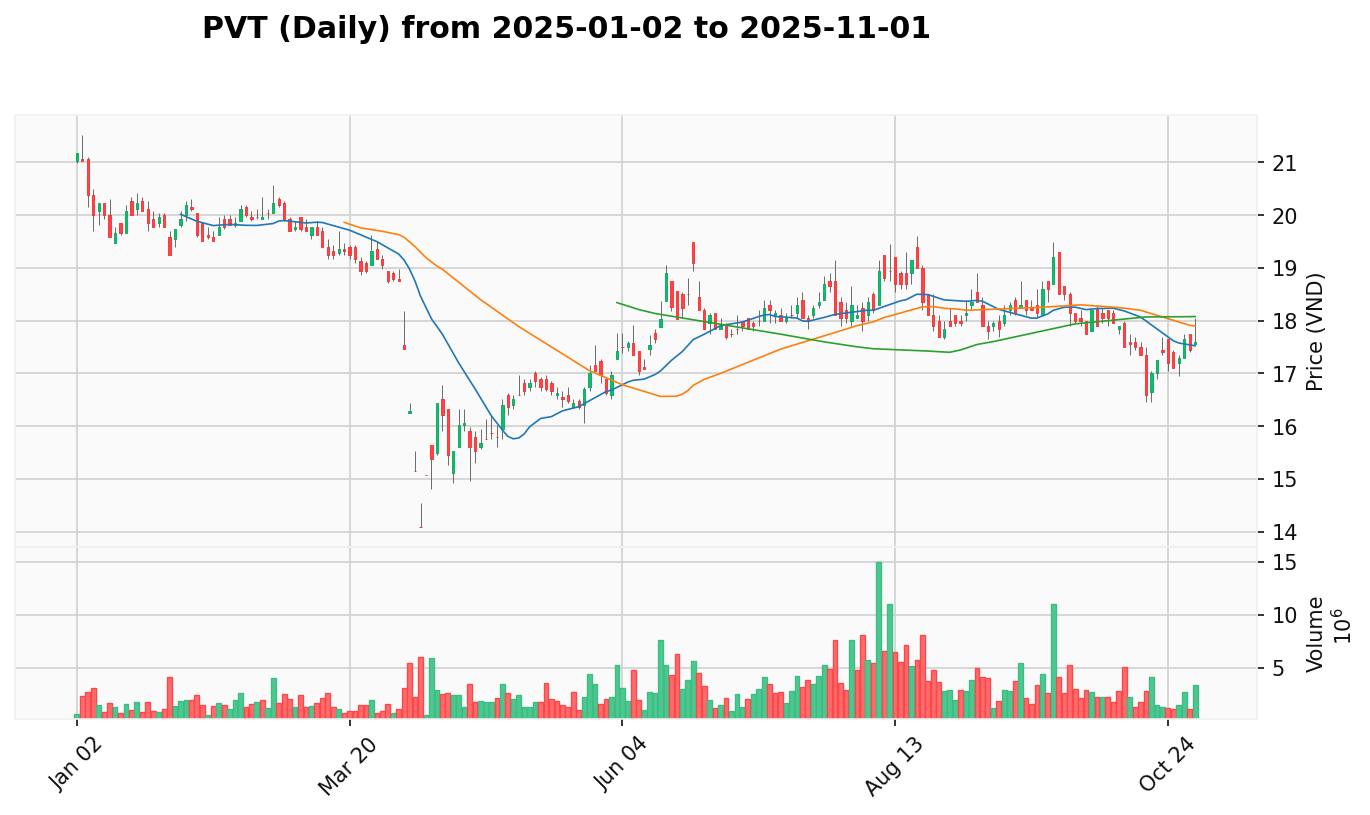 PVT (Daily) from 2025-01-02 to 2025-11-01
21
20
19
18
17
16
15
14
Price (VND)
15
10
5
Volume
10⁶
Jan 02
Mar 20
Jun 04
Aug 13
Oct 24